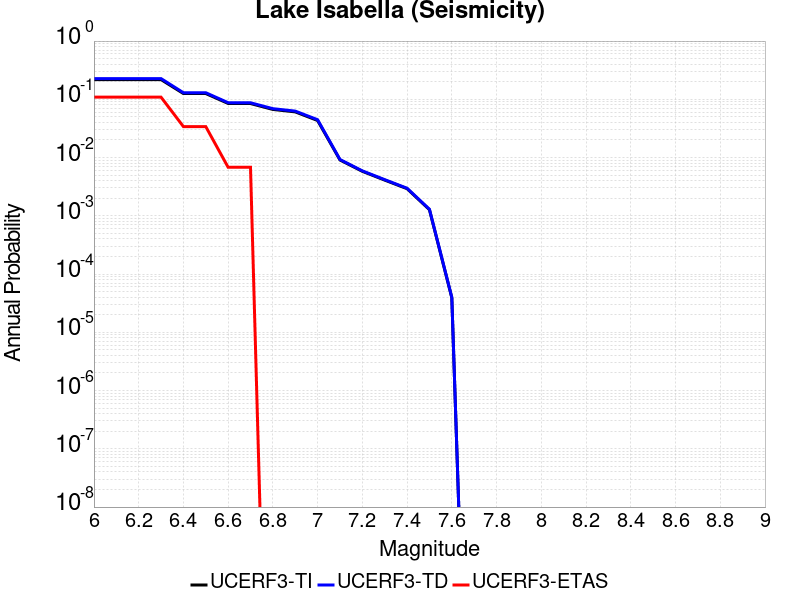 Lake Isabella (Seismicity)
10^0
10^-1
10^-2
10^-3
10^-4
10^-5
10^-6
10^-7
10^-8
Annual Probability
6 6.2 6.4 6.6 6.8 7 7.2 7.4 7.6 7.8 8 8.2 8.4 8.6 8.8 9
Magnitude
UCERF3-TI UCERF3-TD UCERF3-ETAS